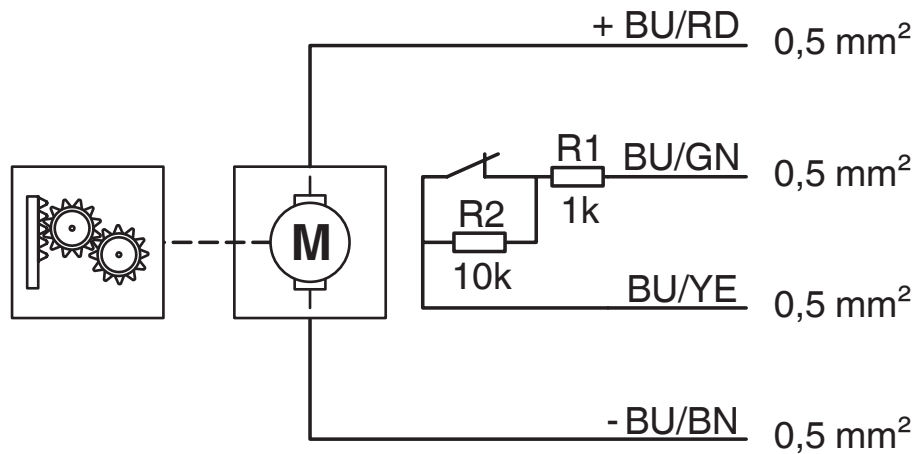 + BU/RD 0,5 mm²
R1 BU/GN 0,5 mm²
1k
R2
10k
M
BU/YE 0,5 mm²
- BU/BN 0,5 mm²